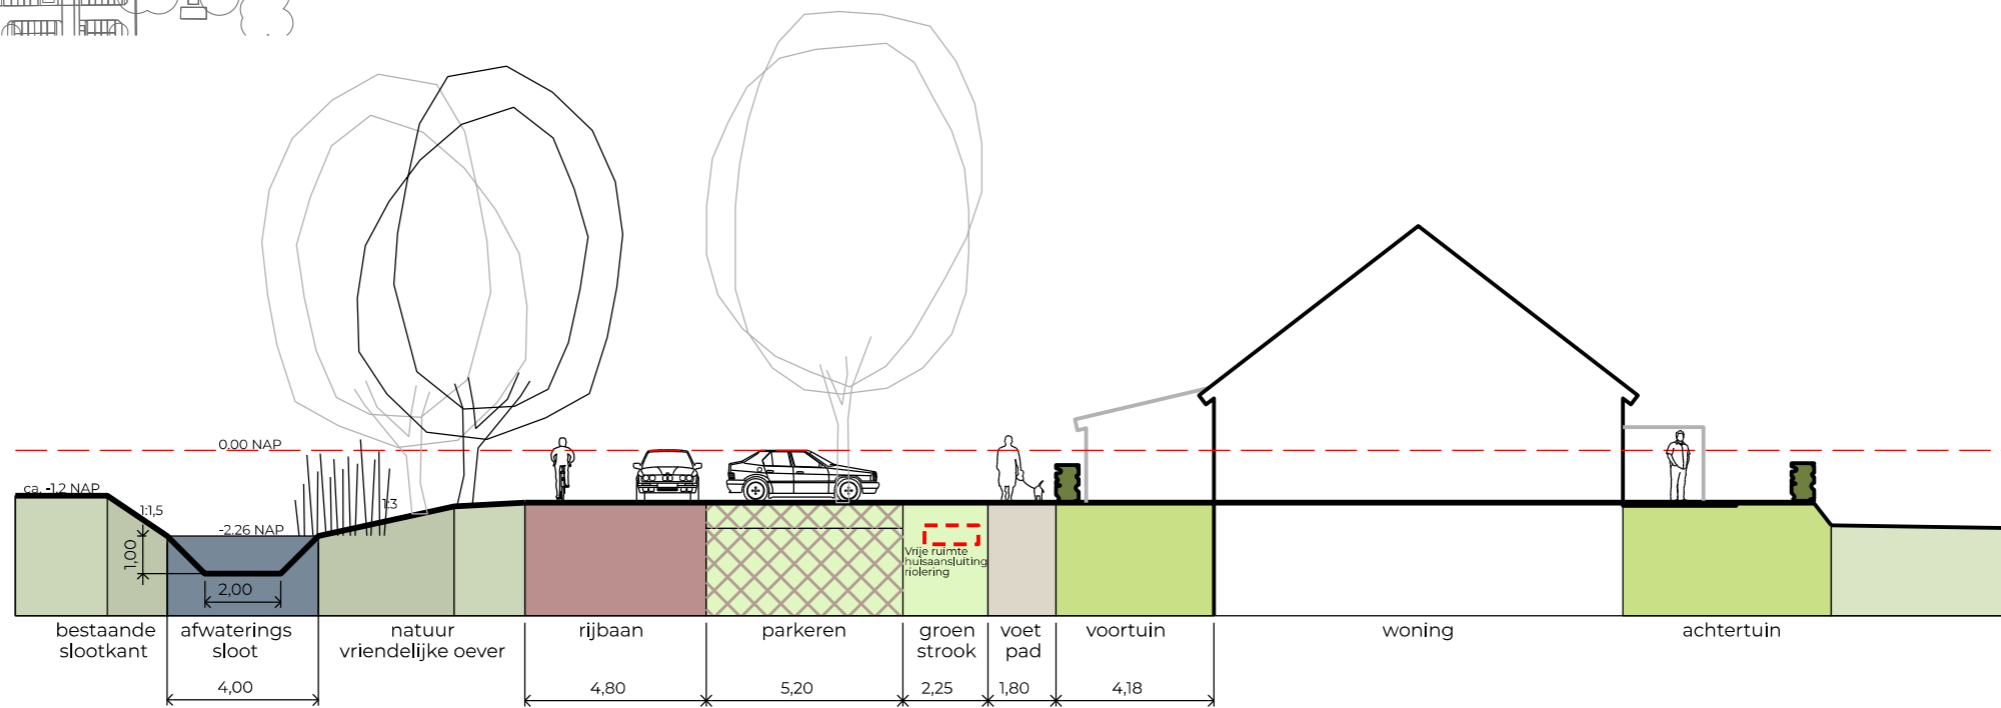 0.00 NAP
ca. -1,2 NAP
1:1,5
1:3
-2.26 NAP
1,00
2,00
Vrije ruimte
huisaansluiting
riolering
bestaande
slootkant
afwaterings
sloot
natuur
vriendelijke oever
rijbaan
parkeren
groen
strook
voet
pad
voortuin
woning
achtertuin
4,00
4,80
5,20
2,25
1,80
4,18